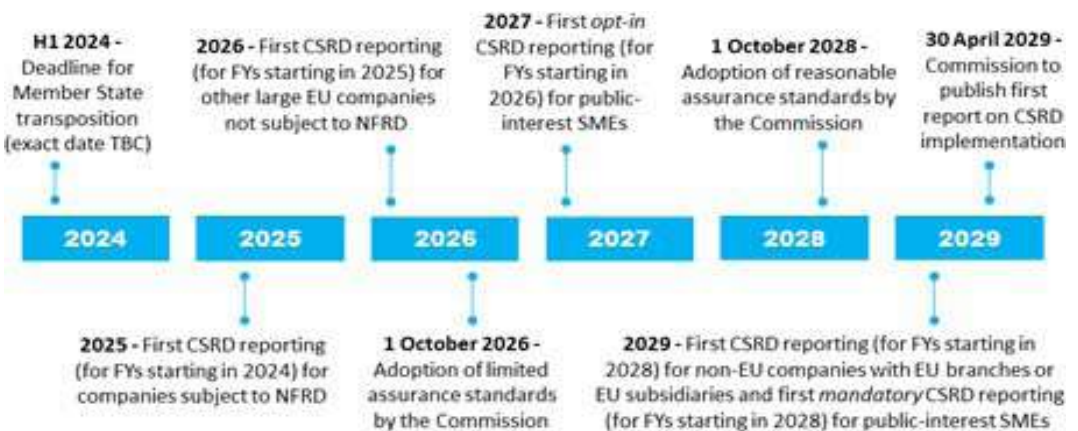 H1 2024 -
Deadline for
Member State
transposition
(exact date TBC)
2026 - First CSRD reporting
(for FYs starting in 2025) for
other large EU companies
not subject to NFRD
2027 - First opt-in
CSRD reporting (for
FYs starting in
2026) for public-
interest SMEs
1 October 2028 -
Adoption of reasonable
assurance standards by
the Commission
30 April 2029 -
Commission to
publish first
report on CSRD
implementation
2024
2025
2026
2027
2028
2029
2025 - First CSRD reporting
(for FYs starting in 2024) for
companies subject to NFRD
1 October 2026 -
Adoption of limited
assurance standards
by the Commission
2029 - First CSRD reporting (for FYs starting in
2028) for non-EU companies with EU branches or
EU subsidiaries and first mandatory CSRD reporting
(for FYs starting in 2028) for public-interest SMEs